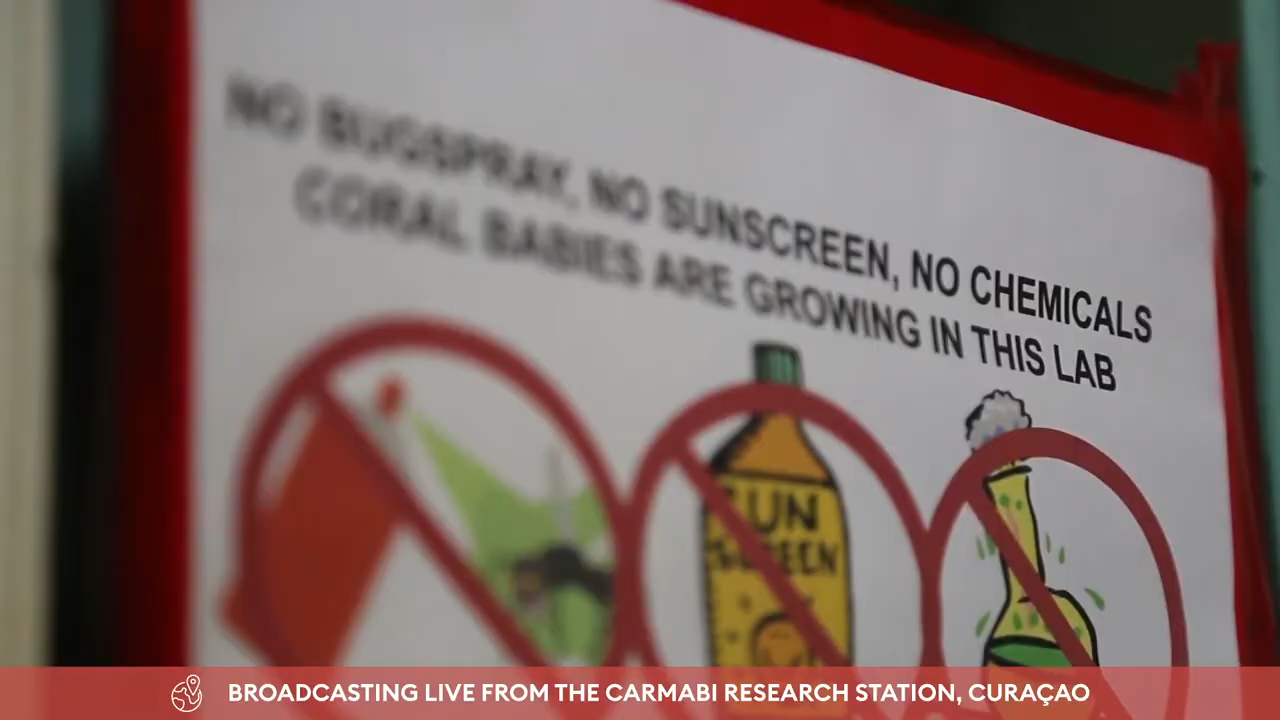 NO BUGSPRAY, NO SUNSCREEN, NO CHEMICALS
CORAL BABIES ARE GROWING IN THIS LAB
SUN
SCREEN
BROADCASTING LIVE FROM THE CARMABI RESEARCH STATION, CURAÇAO